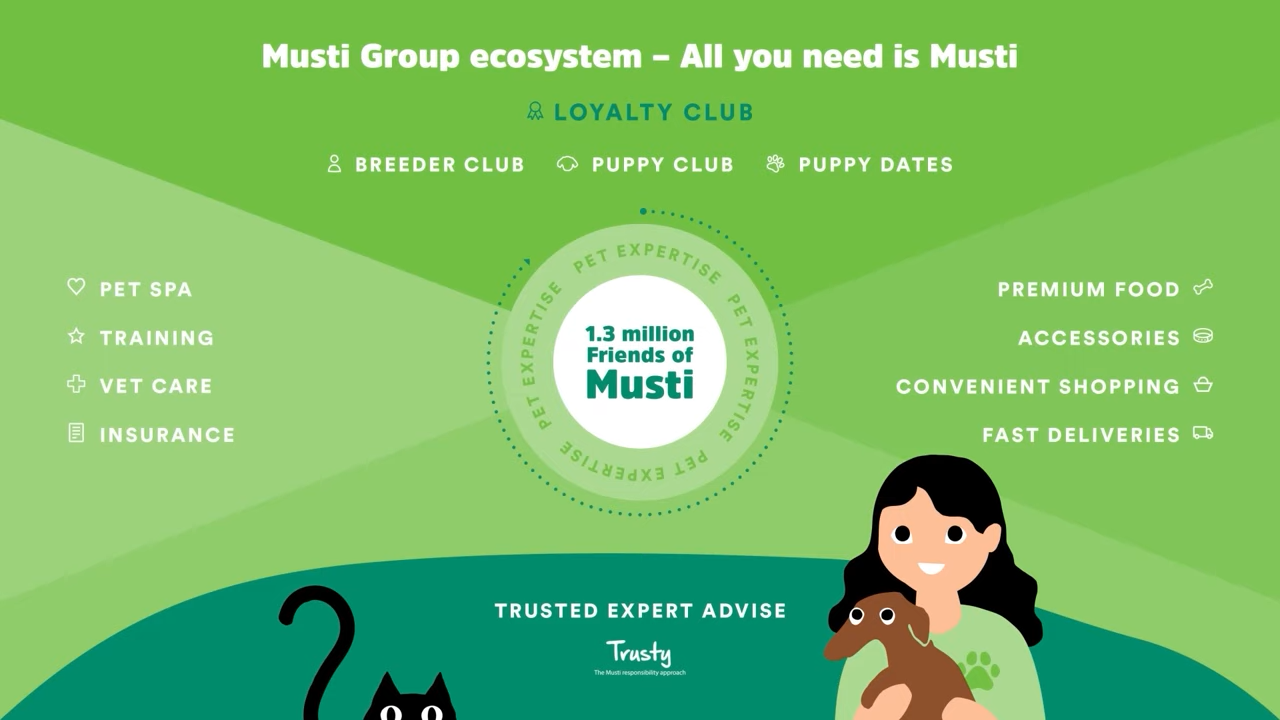 Musti Group ecosystem – All you need is Musti
LOYALTY CLUB
BREEDER CLUB PUPPY CLUB PUPPY DATES
PET SPA
TRAINING
VET CARE
INSURANCE
PET EXPERTISE PET EXPERTISE PET EXPERTISE PET EXPERTISE PET EXPERTISE
1.3 million
Friends of
Musti
PREMIUM FOOD
ACCESSORIES
CONVENIENT SHOPPING
FAST DELIVERIES
TRUSTED EXPERT ADVISE
Trusty
The Musti responsibility approach